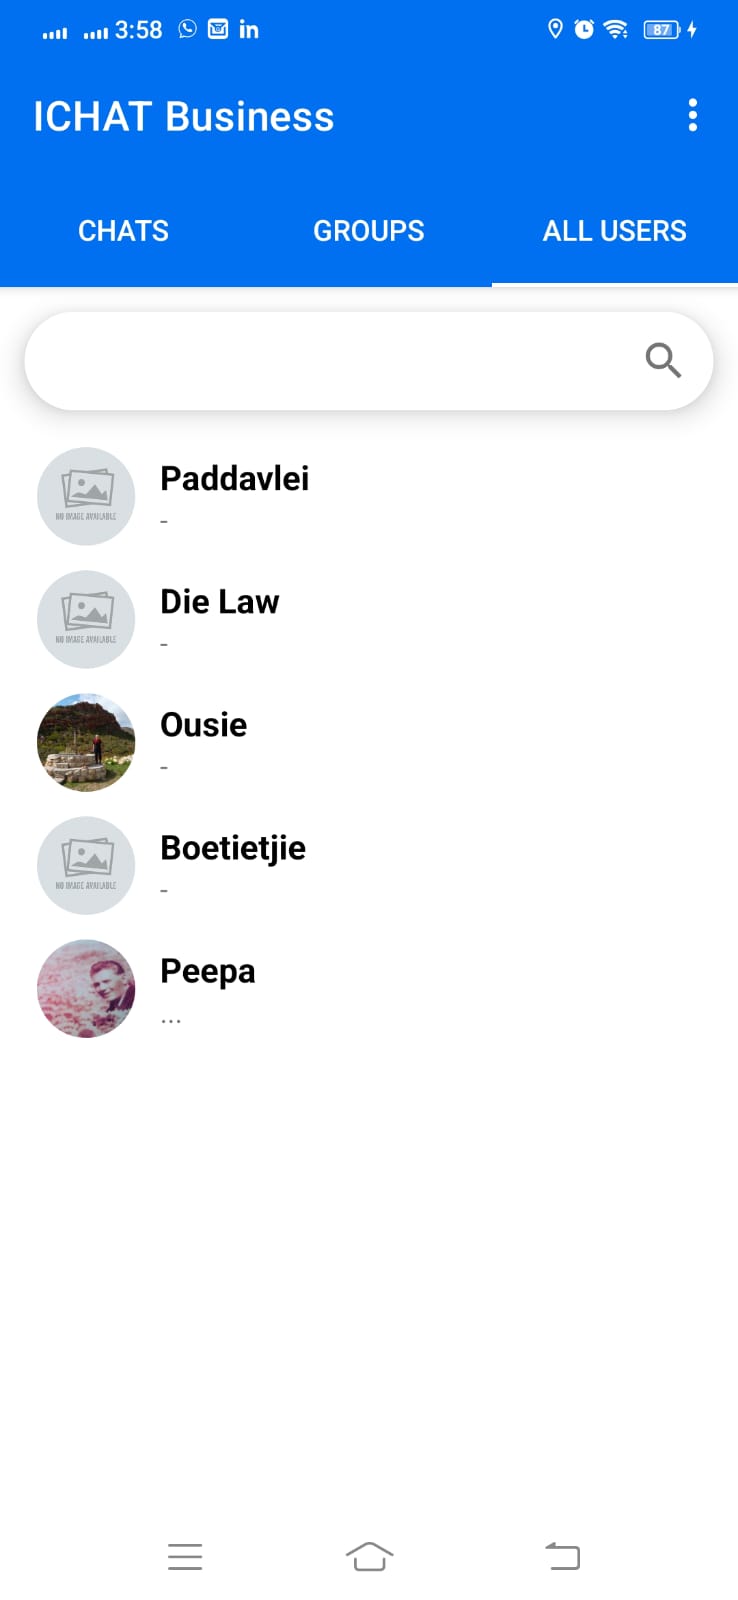 3:58 in 87
ICHAT Business
CHATS GROUPS ALL USERS
NO IMAGE AVAILABLE
Paddavlei
-
NO IMAGE AVAILABLE
Die Law
-
Ousie
-
NO IMAGE AVAILABLE
Boetietjie
-
Peepa
...